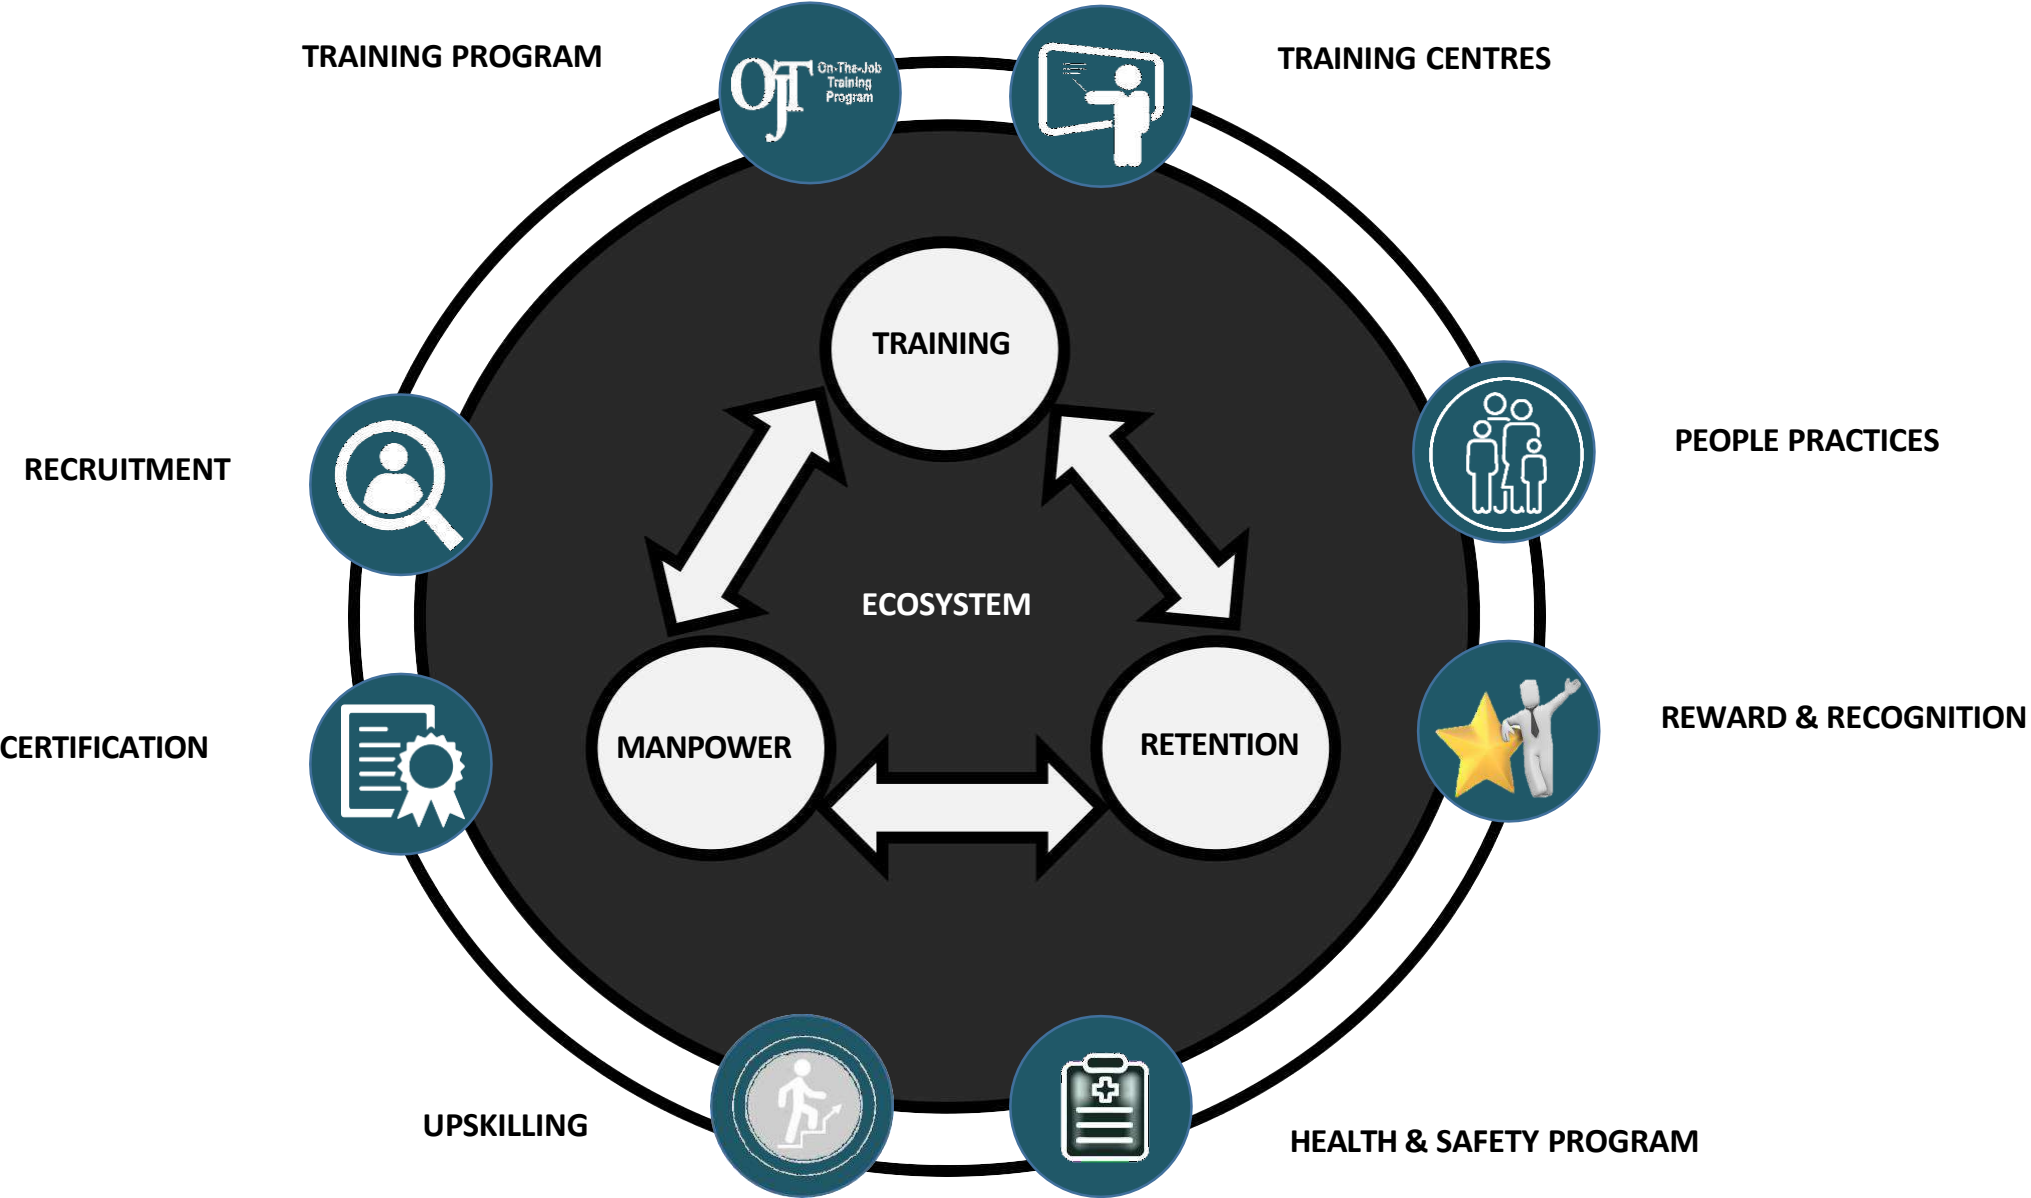 TRAINING PROGRAM
OJT
On-The-Job
Training
Program
TRAINING CENTRES
TRAINING
PEOPLE PRACTICES
RECRUITMENT
ECOSYSTEM
REWARD & RECOGNITION
MANPOWER
RETENTION
CERTIFICATION
UPSKILLING
HEALTH & SAFETY PROGRAM